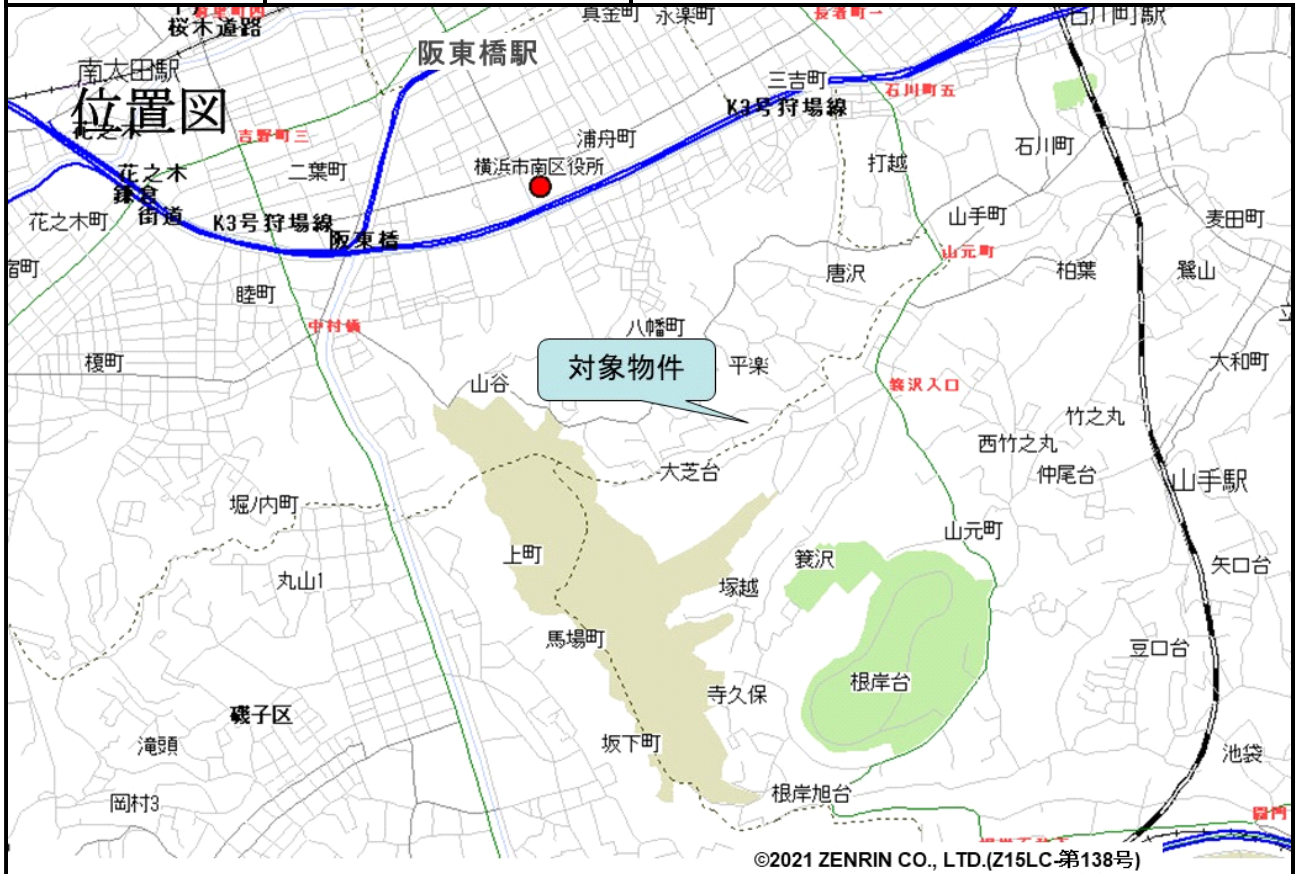 真金町
永楽町
長者町一
石川町駅
桜木道路
阪東橋駅
南太田駅
三吉町
石川町五
位置図
K3号狩場線
花之木
吉野町三
浦舟町
石川町
二葉町
横浜市南区役所
打越
花之木
鎌倉
街道
花之木町
K3号狩場線
山手町
麦田町
阪東橋
山元町
宿町
唐沢
柏葉
鷺山
睦町
中村橋
八幡町
榎町
対象物件
平楽
大和町
山谷
簑沢入口
竹之丸
西竹之丸
仲尾台
大芝台
山手駅
堀ノ内町
山元町
上町
簑沢
矢口台
丸山1
塚越
馬場町
豆口台
根岸台
寺久保
磯子区
滝頭
坂下町
池袋
岡村3
根岸旭台
©2021 ZENRIN CO., LTD.(Z15LC-第138号)